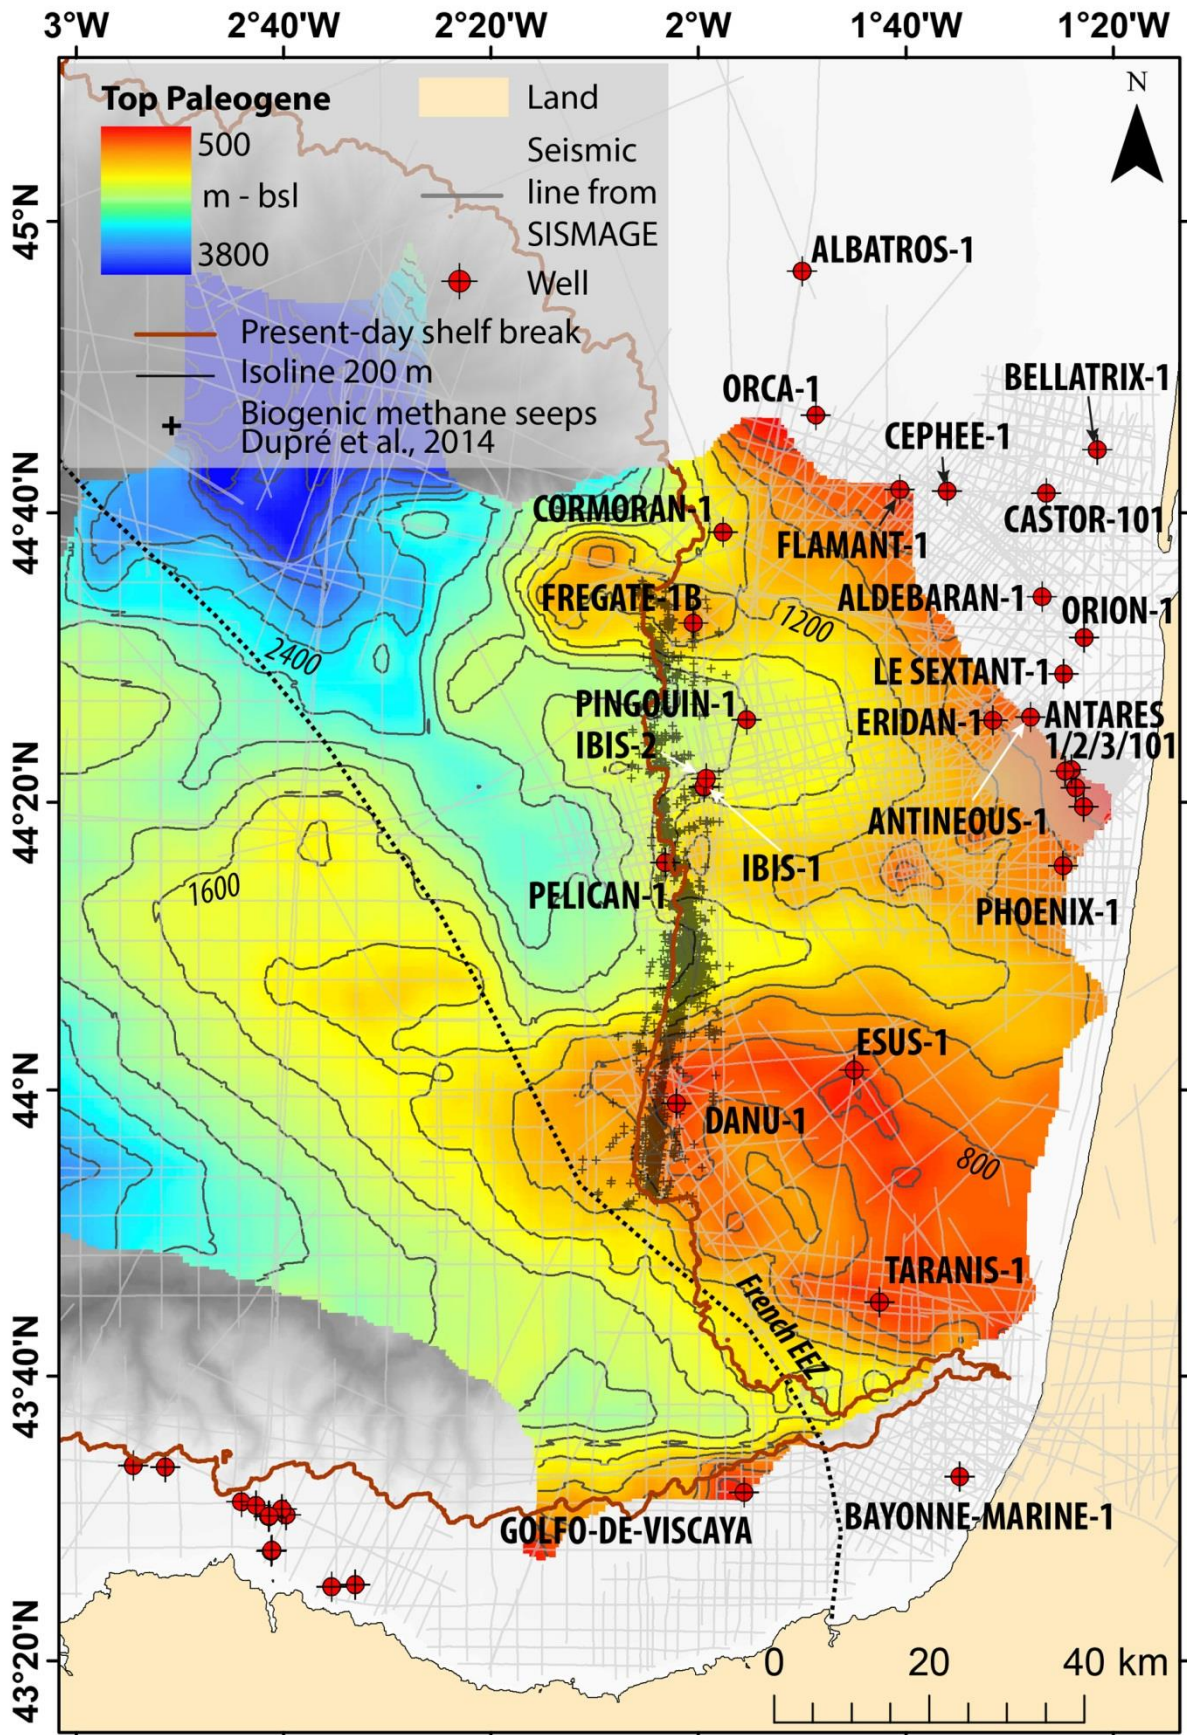 3°W 2°40'W 2°20'W 2°W 1°40'W 1°20'W
Top Paleogene
500
m - bsl
3800
Land
Seismic
line from
SISMAGE
Well
Present-day shelf break
Isoline 200 m
Biogenic methane seeps
Dupré et al., 2014
N
45°N
44°40'N
44°20'N
44°N
43°40'N
43°20'N
ALBATROS-1
ORCA-1
BELLATRIX-1
CEPHEE-1
CORMORAN-1
FLAMANT-1
CASTOR-101
FREGATE-1B
ALDEBARAN-1
ORION-1
1200
2400
LE SEXTANT-1
PINGOUIN-1
ERIDAN-1
ANTARES
1/2/3/101
IBIS-2
ANTINEOUS-1
IBIS-1
1600
PELICAN-1
PHOENIX-1
ESUS-1
DANU-1
800
TARANIS-1
French EEZ
GOLFO-DE-VISCAYA
BAYONNE-MARINE-1
0 20 40 km